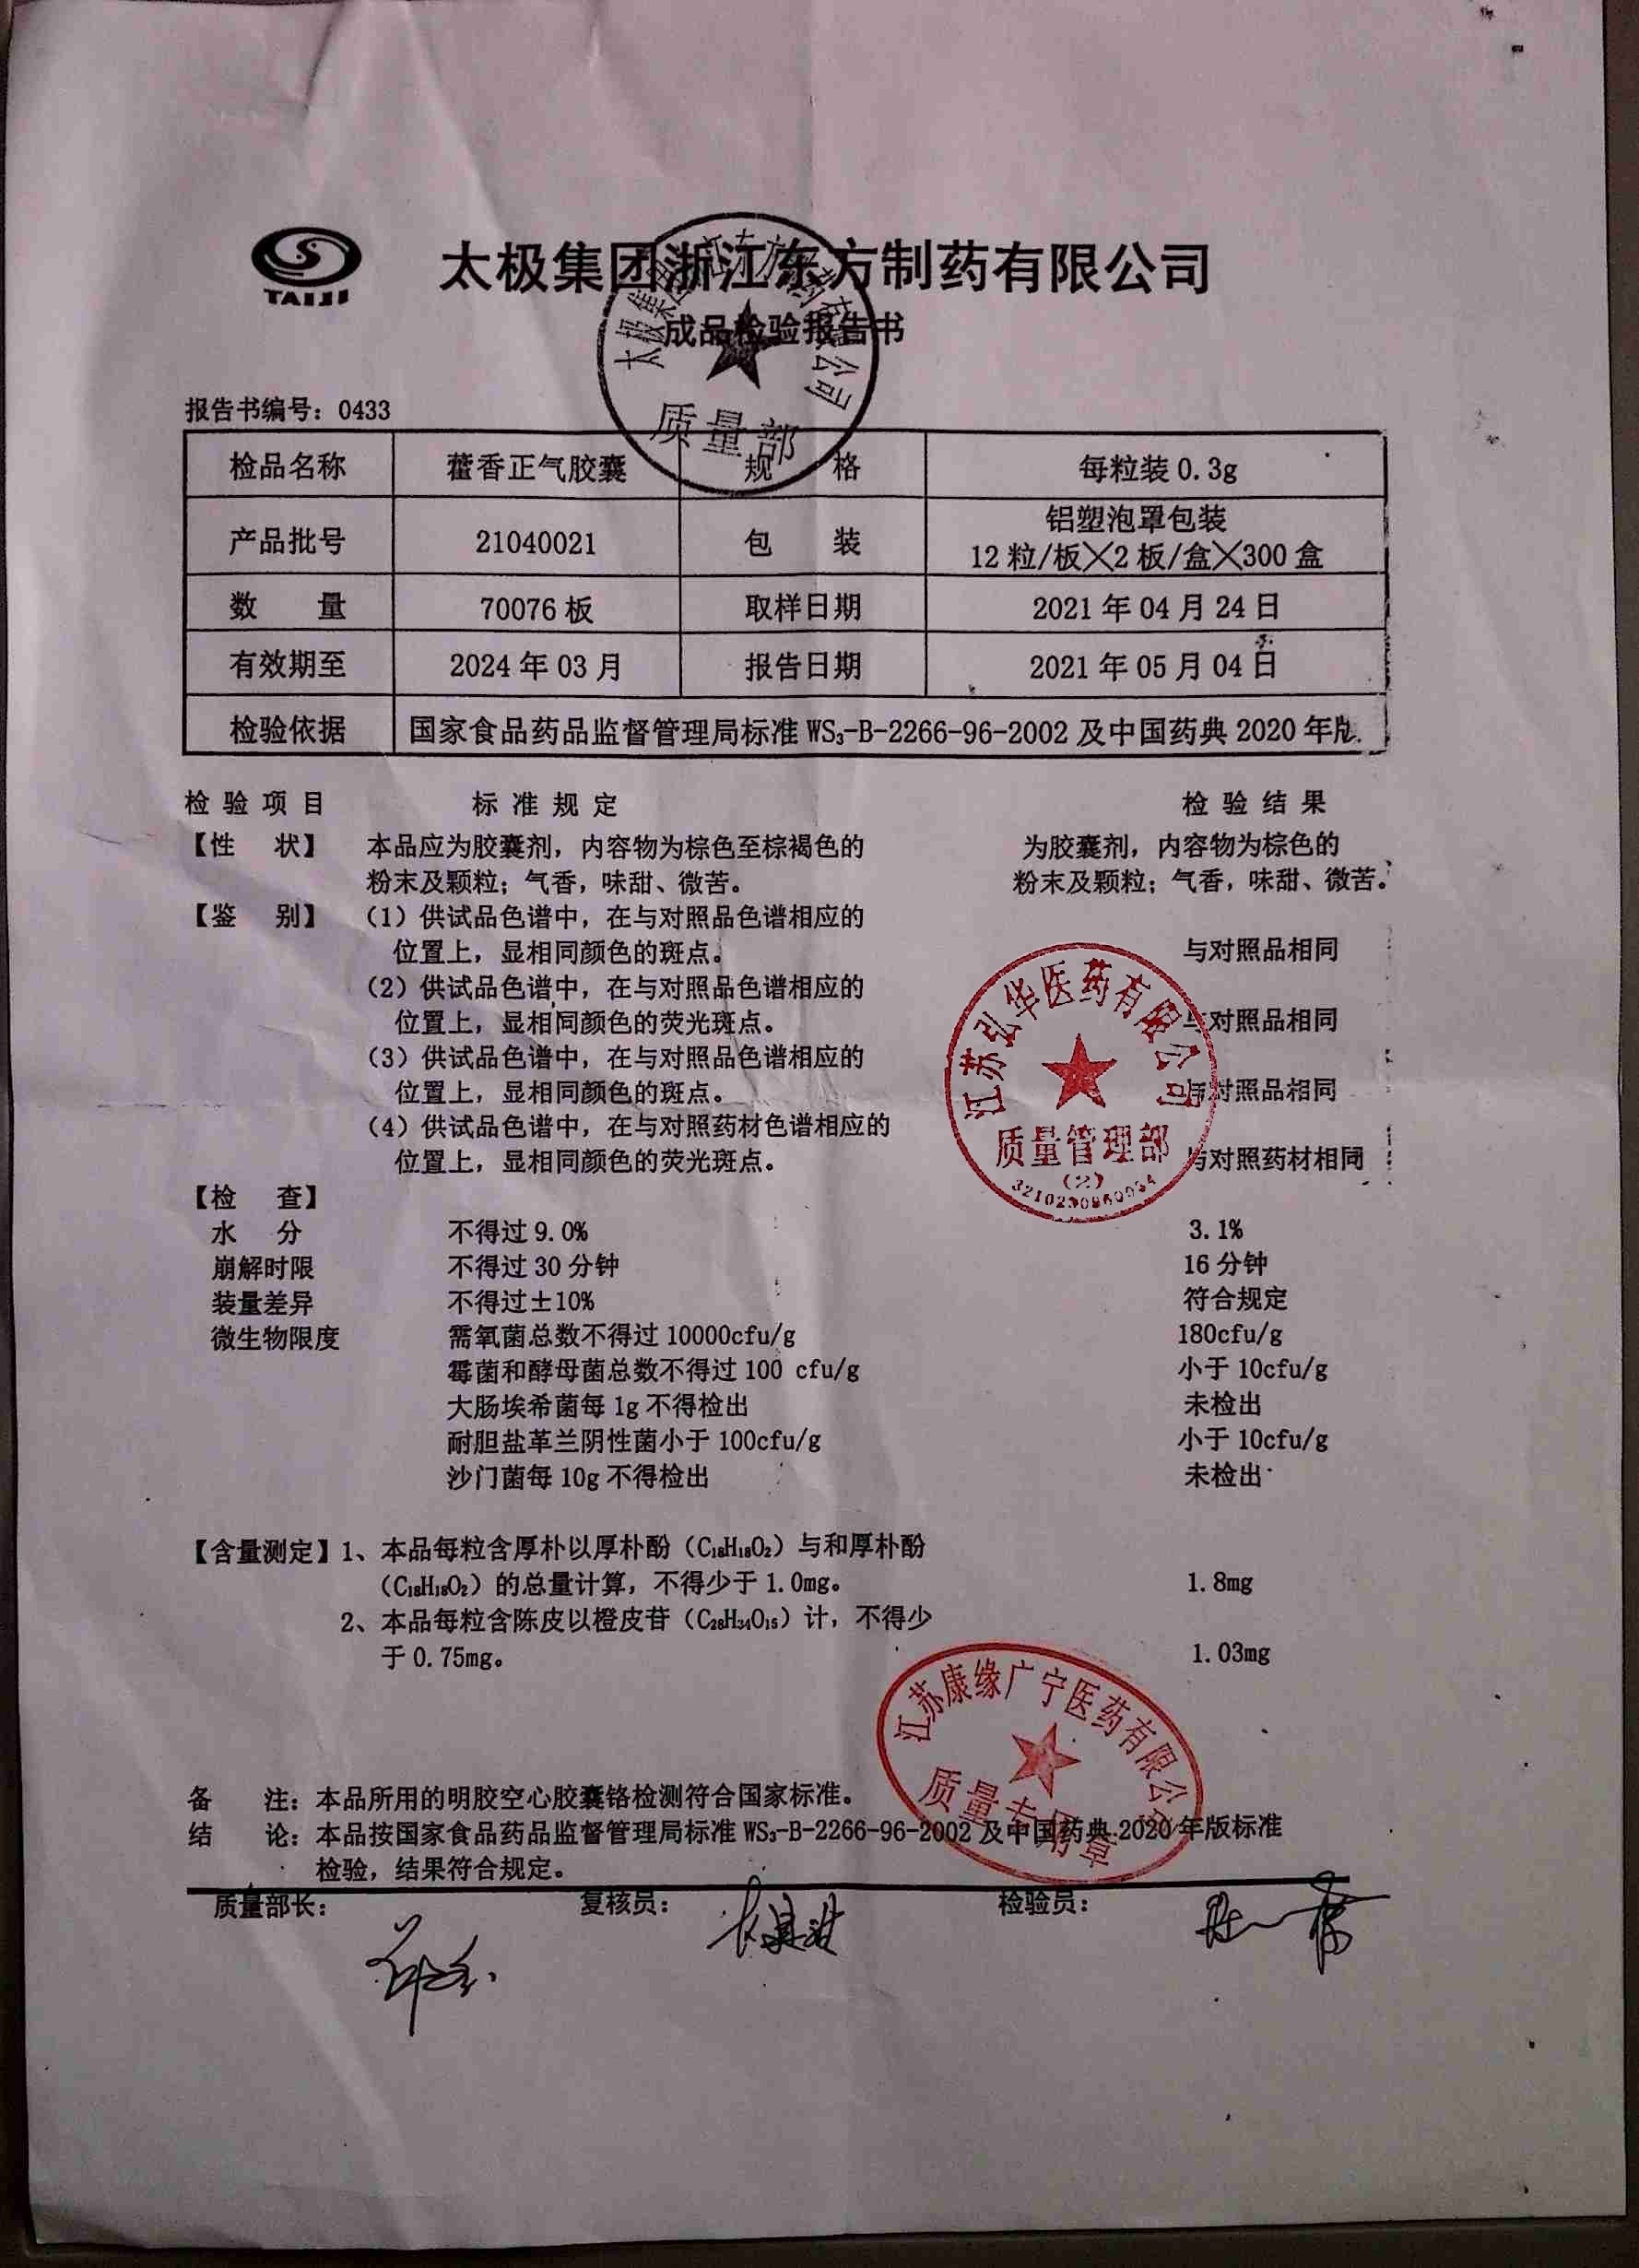 TAIJI
太极集团浙江东方制药有限公司
成品检验报告书
质量部
报告书编号：0433
检品名称 藿香正气胶囊 规 格 每粒装0.3g
产品批号 21040021 包 装 铝塑泡罩包装
12粒/板╳2板/盒╳300盒
数 量 70076板 取样日期 2021年04月24日
有效期至 2024年03月 报告日期 2021年05月04日
检验依据 国家食品药品监督管理局标准WS₃-B-2266-96-2002及中国药典2020年版.
检验项目 标准规定 检验结果
【性 状】 本品应为胶囊剂，内容物为棕色至棕褐色的 为胶囊剂，内容物为棕色的
粉末及颗粒；气香，味甜、微苦。 粉末及颗粒；气香，味甜、微苦。
【鉴 别】 （1）供试品色谱中，在与对照品色谱相应的
位置上，显相同颜色的斑点。 与对照品相同
（2）供试品色谱中，在与对照品色谱相应的
位置上，显相同颜色的荧光斑点。 与对照品相同
（3）供试品色谱中，在与对照品色谱相应的
位置上，显相同颜色的斑点。 与对照品相同
（4）供试品色谱中，在与对照药材色谱相应的
位置上，显相同颜色的荧光斑点。 与对照药材相同
江苏弘华医药有限公司
质量管理部
（2）
【检 查】
水 分 不得过9.0% 3.1%
崩解时限 不得过30分钟 16分钟
装量差异 不得过±10% 符合规定
微生物限度 需氧菌总数不得过10000cfu/g 180cfu/g
霉菌和酵母菌总数不得过100 cfu/g 小于10cfu/g
大肠埃希菌每1g不得检出 未检出
耐胆盐革兰阴性菌小于100cfu/g 小于10cfu/g
沙门菌每10g不得检出 未检出
【含量测定】1、本品每粒含厚朴以厚朴酚（C₁₈H₁₈O₂）与和厚朴酚
（C₁₈H₁₈O₂）的总量计算，不得少于1.0mg。 1.8mg
2、本品每粒含陈皮以橙皮苷（C₂₈H₃₄O₁₅）计，不得少
于0.75mg。 1.03mg
江苏康缘广宁医药有限公司
质量专用章
备 注：本品所用的明胶空心胶囊铬检测符合国家标准。
结 论：本品按国家食品药品监督管理局标准WS₃-B-2266-96-2002及中国药典2020年版标准
检验，结果符合规定。
质量部长： 复核员： 检验员：